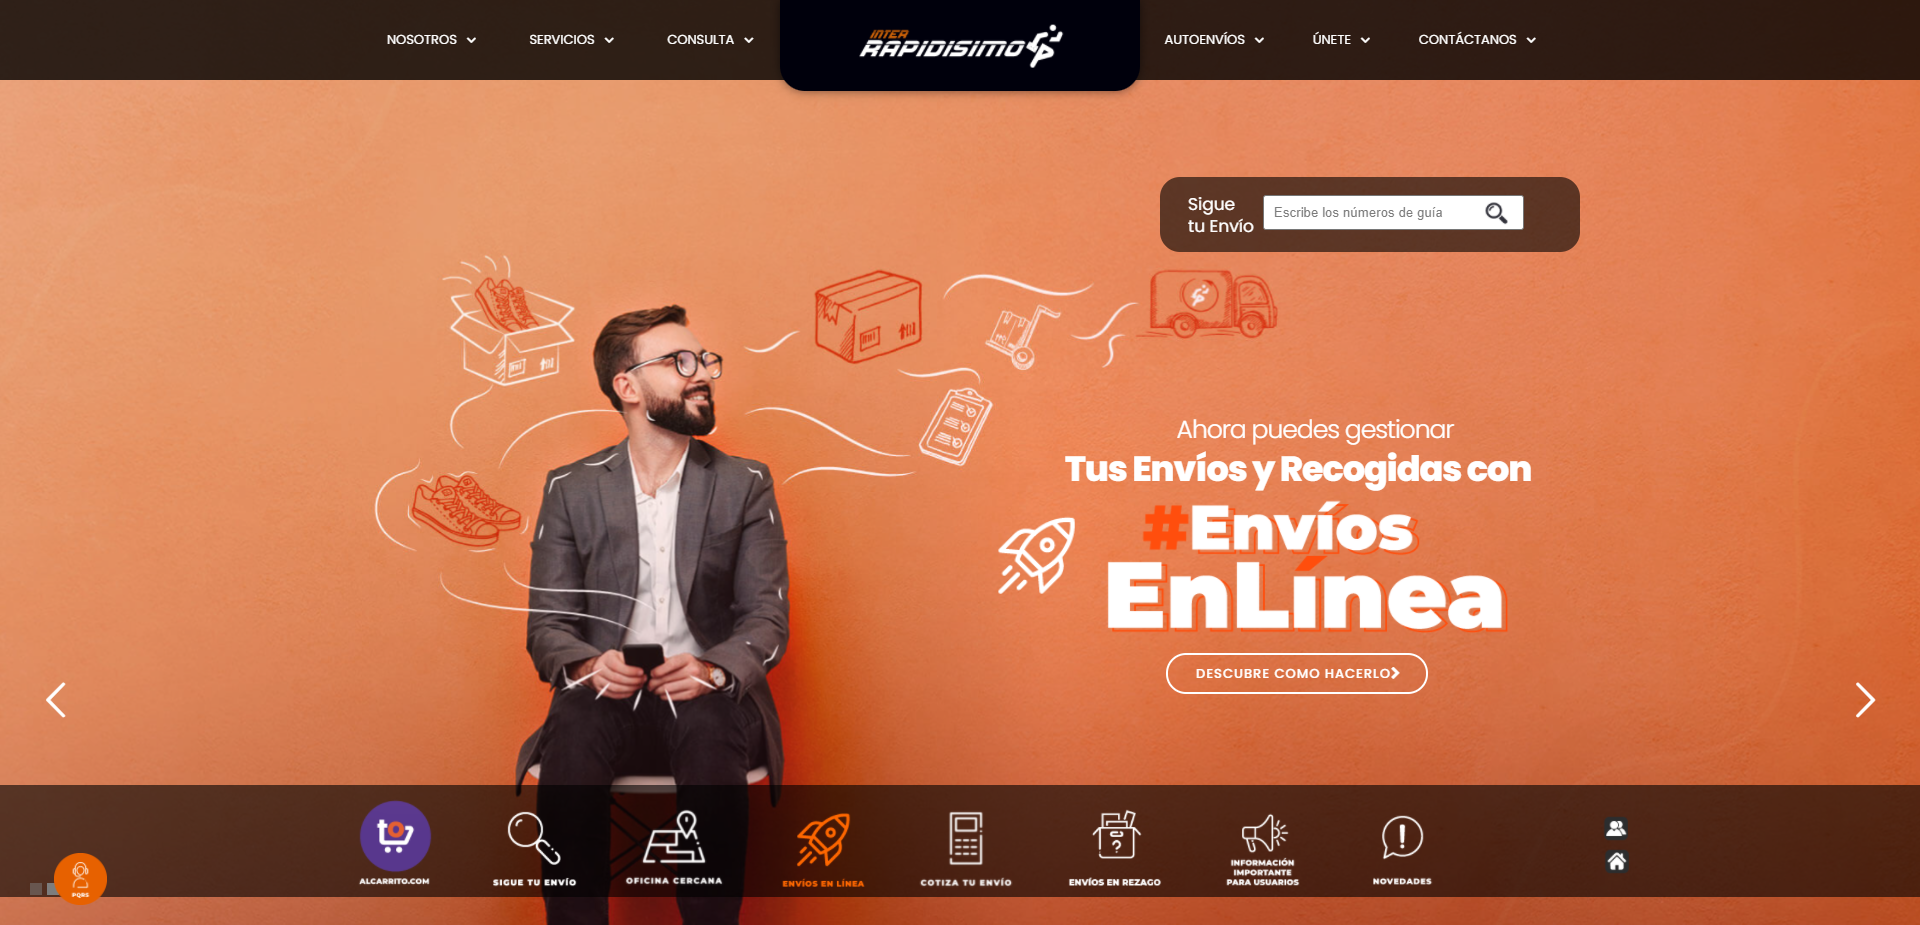 NOSOTROS
SERVICIOS
CONSULTA
INTER
RAPIDISIMO
AUTOENVÍOS
ÚNETE
CONTÁCTANOS
Sigue
tu Envío
Escribe los números de guía
Ahora puedes gestionar
Tus Envíos y Recogidas con
#Envíos
EnLínea
DESCUBRE COMO HACERLO
ALCARRITO.COM
SIGUE TU ENVÍO
OFICINA CERCANA
ENVÍOS EN LÍNEA
COTIZA TU ENVÍO
ENVÍOS EN REZAGO
INFORMACIÓN
IMPORTANTE
PARA USUARIOS
NOVEDADES
PQRS